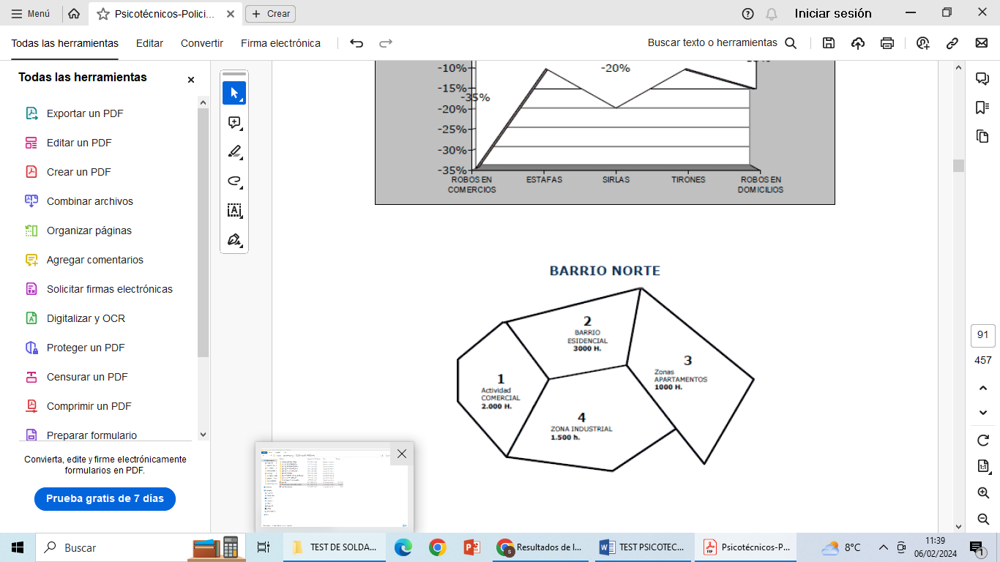 Menú
Psicotécnicos-Polici...
Crear
Iniciar sesión
Todas las herramientas
Editar
Convertir
Firma electrónica
Buscar texto o herramientas
Todas las herramientas
Exportar un PDF
Editar un PDF
Crear un PDF
Combinar archivos
Organizar páginas
Agregar comentarios
Solicitar firmas electrónicas
Digitalizar y OCR
Proteger un PDF
Censurar un PDF
Comprimir un PDF
Preparar formulario
Convierta, edite y firme electrónicamente
formularios en PDF.
Prueba gratis de 7 días
-10%
-15%
-20%
-25%
-30%
-35%
-35%
-20%
ROBOS EN
COMERCIOS
ESTAFAS
SIRLAS
TIRONES
ROBOS EN
DOMICILIOS
BARRIO NORTE
1
Actividad
COMERCIAL
2.000 H.
2
BARRIO
ESIDENCIAL
3000 H.
3
Zonas
APARTAMENTOS
1000 H.
4
ZONA INDUSTRIAL
1.500 h.
91
457
Buscar
TEST DE SOLDA...
Resultados de l...
TEST PSICOTEC...
Psicotécnicos-P...
8°C
11:39
06/02/2024
1